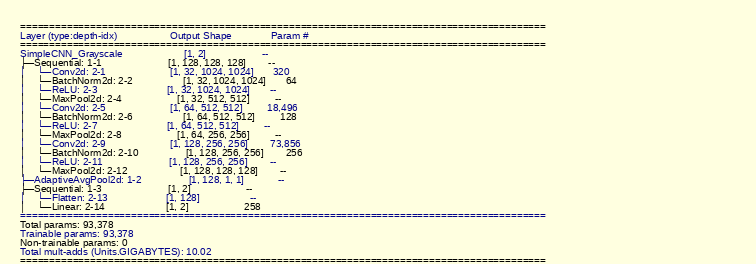 ==========================================================================================
Layer (type:depth-idx)                   Output Shape              Param #
==========================================================================================
SimpleCNN_Grayscale                      [1, 2]                    --
├─Sequential: 1-1                        [1, 128, 128, 128]        --
│    └─Conv2d: 2-1                       [1, 32, 1024, 1024]       320
│    └─BatchNorm2d: 2-2                  [1, 32, 1024, 1024]       64
│    └─ReLU: 2-3                         [1, 32, 1024, 1024]       --
│    └─MaxPool2d: 2-4                    [1, 32, 512, 512]         --
│    └─Conv2d: 2-5                       [1, 64, 512, 512]         18,496
│    └─BatchNorm2d: 2-6                  [1, 64, 512, 512]         128
│    └─ReLU: 2-7                         [1, 64, 512, 512]         --
│    └─MaxPool2d: 2-8                    [1, 64, 256, 256]         --
│    └─Conv2d: 2-9                       [1, 128, 256, 256]        73,856
│    └─BatchNorm2d: 2-10                 [1, 128, 256, 256]        256
│    └─ReLU: 2-11                        [1, 128, 256, 256]        --
│    └─MaxPool2d: 2-12                   [1, 128, 128, 128]        --
├─AdaptiveAvgPool2d: 1-2                 [1, 128, 1, 1]            --
├─Sequential: 1-3                        [1, 2]                    --
│    └─Flatten: 2-13                     [1, 128]                  --
│    └─Linear: 2-14                      [1, 2]                    258
==========================================================================================
Total params: 93,378
Trainable params: 93,378
Non-trainable params: 0
Total mult-adds (Units.GIGABYTES): 10.02
==========================================================================================